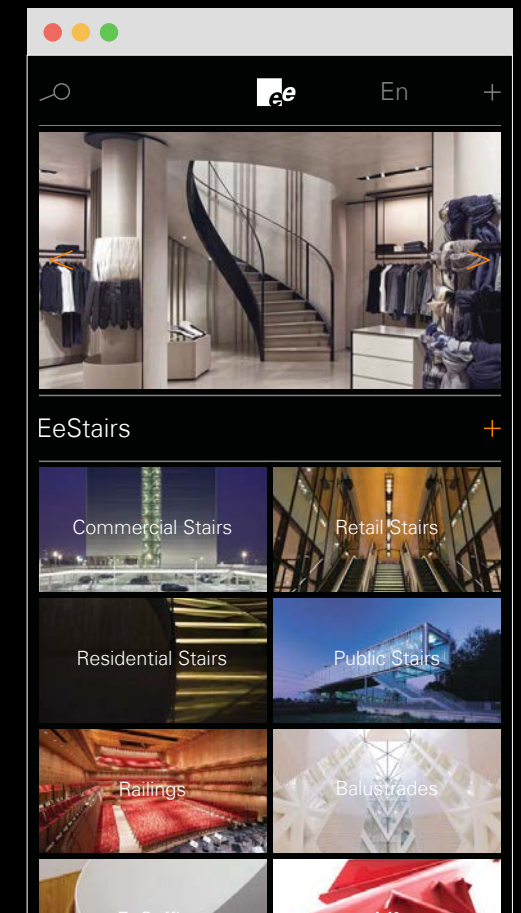 ee
En
EeStairs
Commercial Stairs
Retail Stairs
Residential Stairs
Public Stairs
Railings
Balustrades